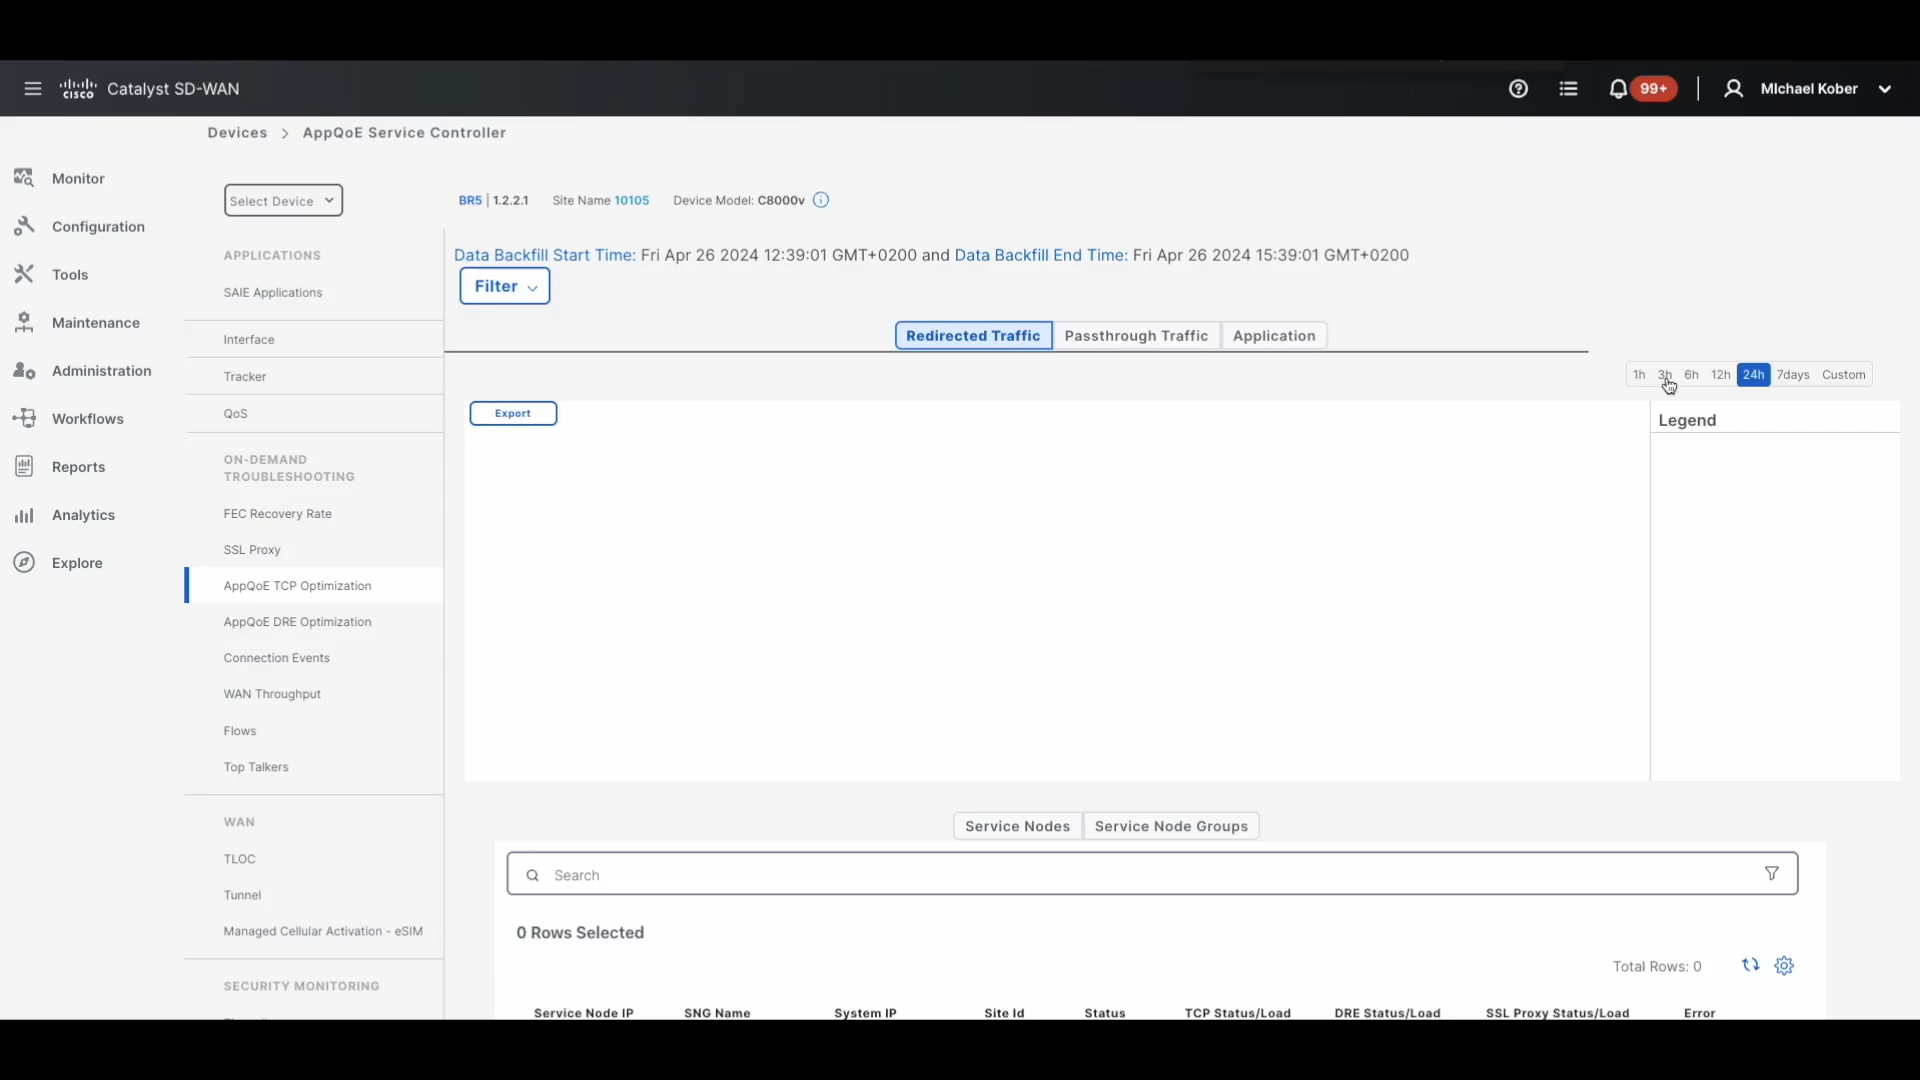 cisco Catalyst SD-WAN
99+
MIchael Kober
Devices > AppQoE Service Controller
Monitor
Configuration
Tools
Maintenance
Administration
Workflows
Reports
Analytics
Explore
Select Device
APPLICATIONS
SAIE Applications
Interface
Tracker
QoS
ON-DEMAND
TROUBLESHOOTING
FEC Recovery Rate
SSL Proxy
AppQoE TCP Optimization
AppQoE DRE Optimization
Connection Events
WAN Throughput
Flows
Top Talkers
WAN
TLOC
Tunnel
Managed Cellular Activation - eSIM
SECURITY MONITORING
BR5 | 1.2.2.1 Site Name 10105 Device Model: C8000v
Data Backfill Start Time: Fri Apr 26 2024 12:39:01 GMT+0200 and Data Backfill End Time: Fri Apr 26 2024 15:39:01 GMT+0200
Filter
Redirected Traffic Passthrough Traffic Application
1h 3h 6h 12h 24h 7days Custom
Export
Legend
Service Nodes Service Node Groups
Search
0 Rows Selected
Total Rows: 0
Service Node IP SNG Name System IP Site Id Status TCP Status/Load DRE Status/Load SSL Proxy Status/Load Error